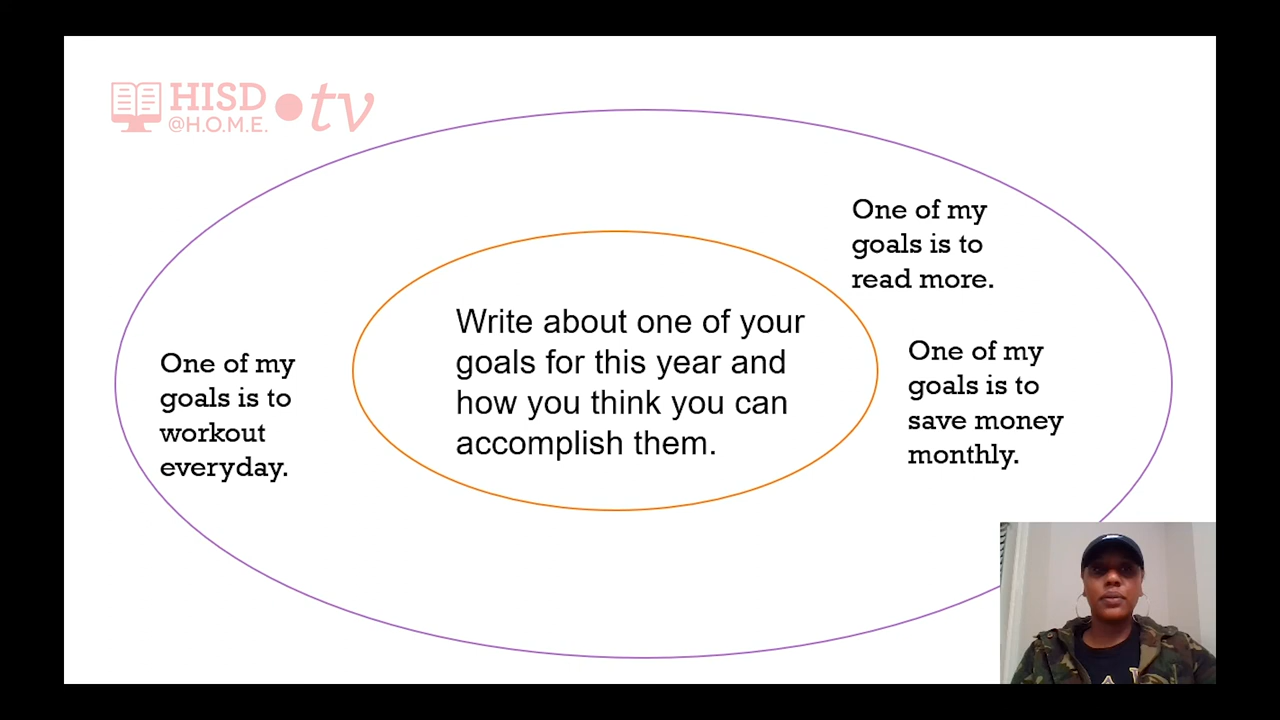 HISD
@H.O.M.E.
tv
One of my
goals is to
read more.
Write about one of your
goals for this year and
how you think you can
accomplish them.
One of my
goals is to
workout
everyday.
One of my
goals is to
save money
monthly.